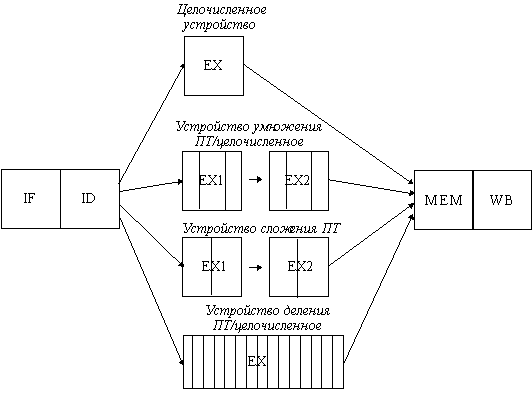 Целочисленное
устройство
EX
Устройство умножения
ПТ/целочисленное
EX1
EX2
IF
ID
MEM
WB
Устройство сложения ПТ
EX1
EX2
Устройство деления
ПТ/целочисленное
EX